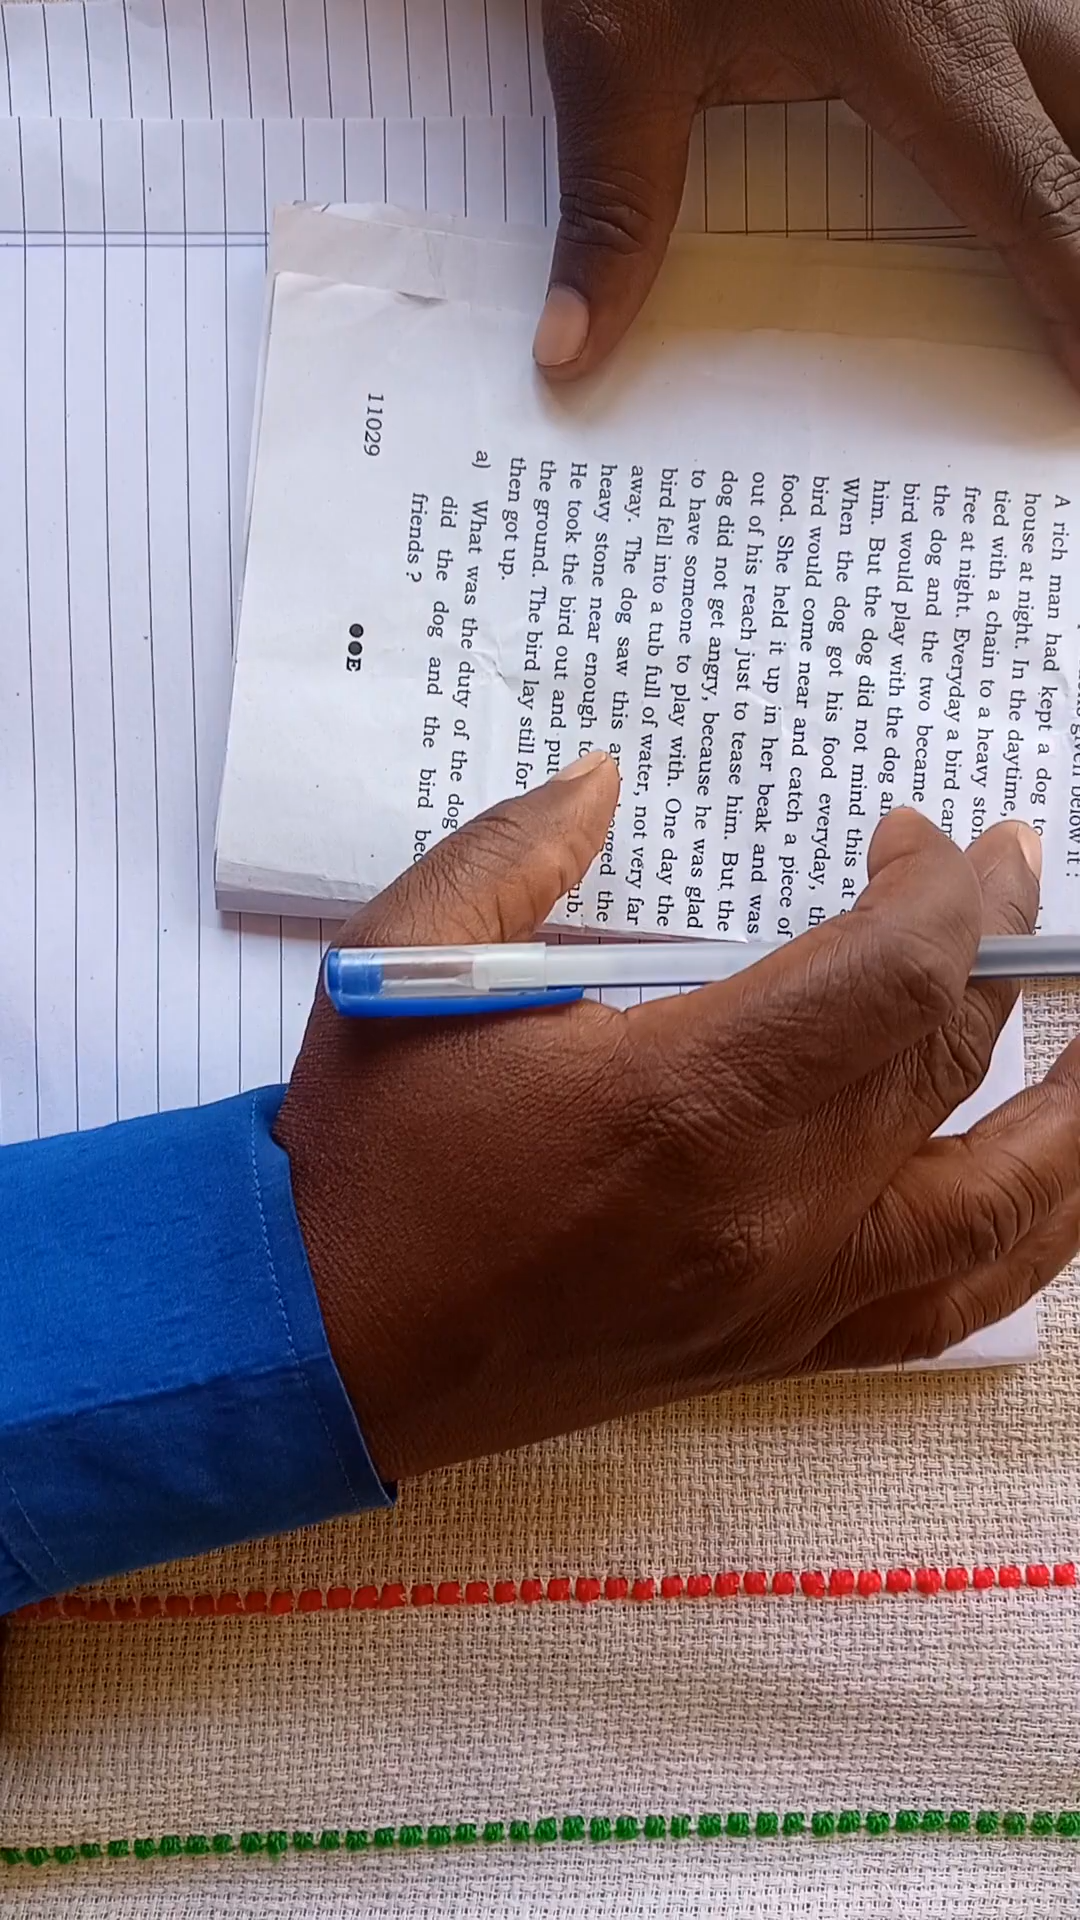 given below it :
A rich man had kept a dog to
house at night. In the daytime,
tied with a chain to a heavy
free at night. Everyday a bird
the dog and the two became
bird would play with the dog
him. But the dog did not mind this at
When the dog got his food everyday,
bird would come near and catch a piece of
food. She held it up in her beak and was
out of his reach just to tease him. But the
dog did not get angry, because he was glad
to have someone to play with. One day the
bird fell into a tub full of water, not very far
away. The dog saw this the
heavy stone near enough
He took the bird out and put
the ground. The bird lay still for
then got up.
a) What was the duty of the dog
did the dog and the bird
friends ?
11029
●●E